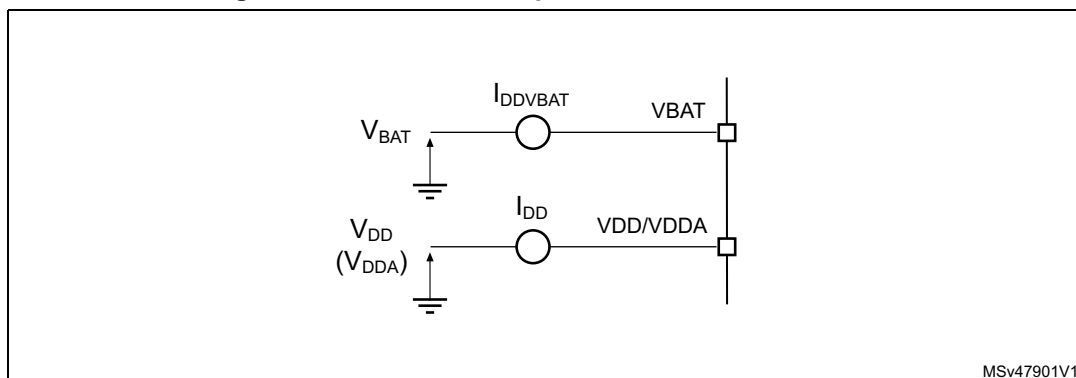 I_DDVBAT
VBAT
V_BAT
I_DD
VDD/VDDA
V_DD
(V_DDA)
MSv47901V1